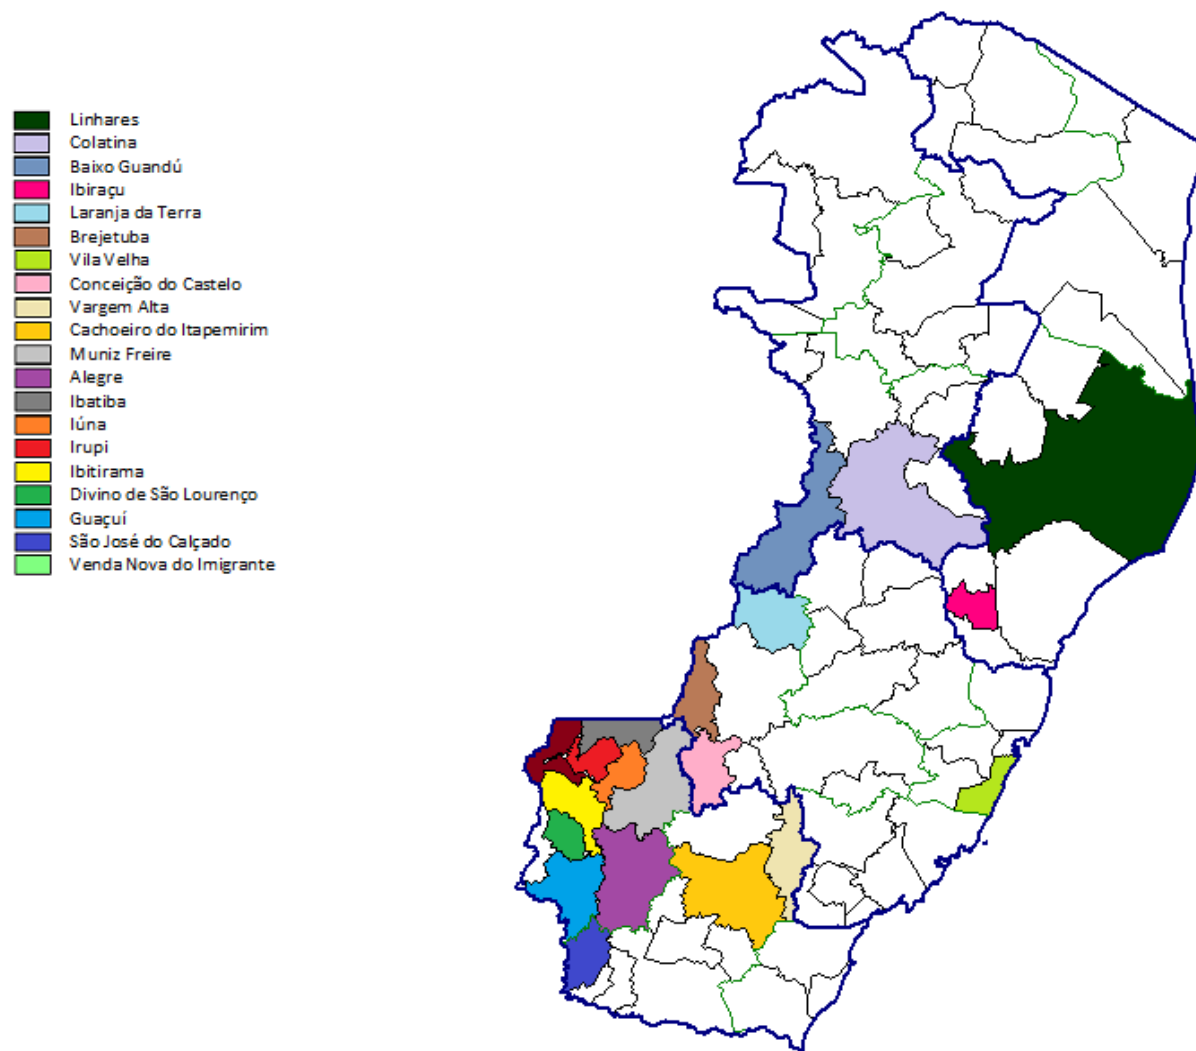 Linhares
Colatina
Baixo Guandú
Ibiraçu
Laranja da Terra
Brejetuba
Vila Velha
Conceição do Castelo
Vargem Alta
Cachoeiro do Itapemirim
Muniz Freire
Alegre
Ibatiba
Iúna
Irupi
Ibitirama
Divino de São Lourenço
Guaçuí
São José do Calçado
Venda Nova do Imigrante